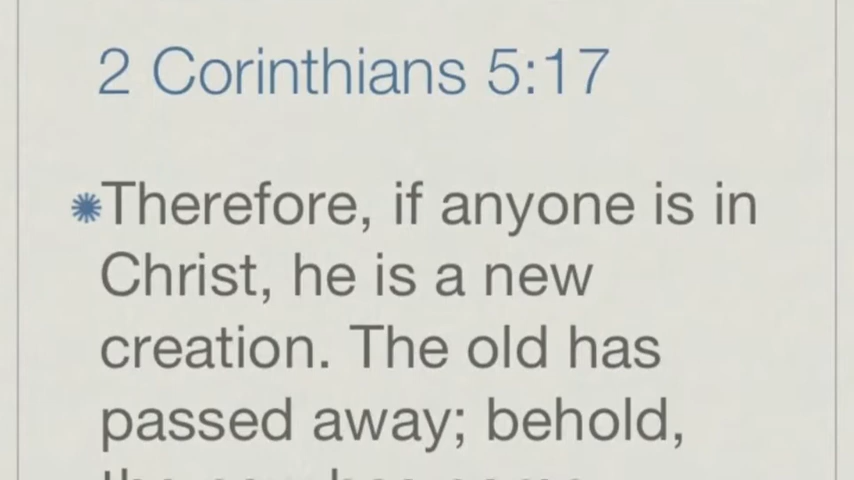 2 Corinthians 5:17
Therefore, if anyone is in
Christ, he is a new
creation. The old has
passed away; behold,